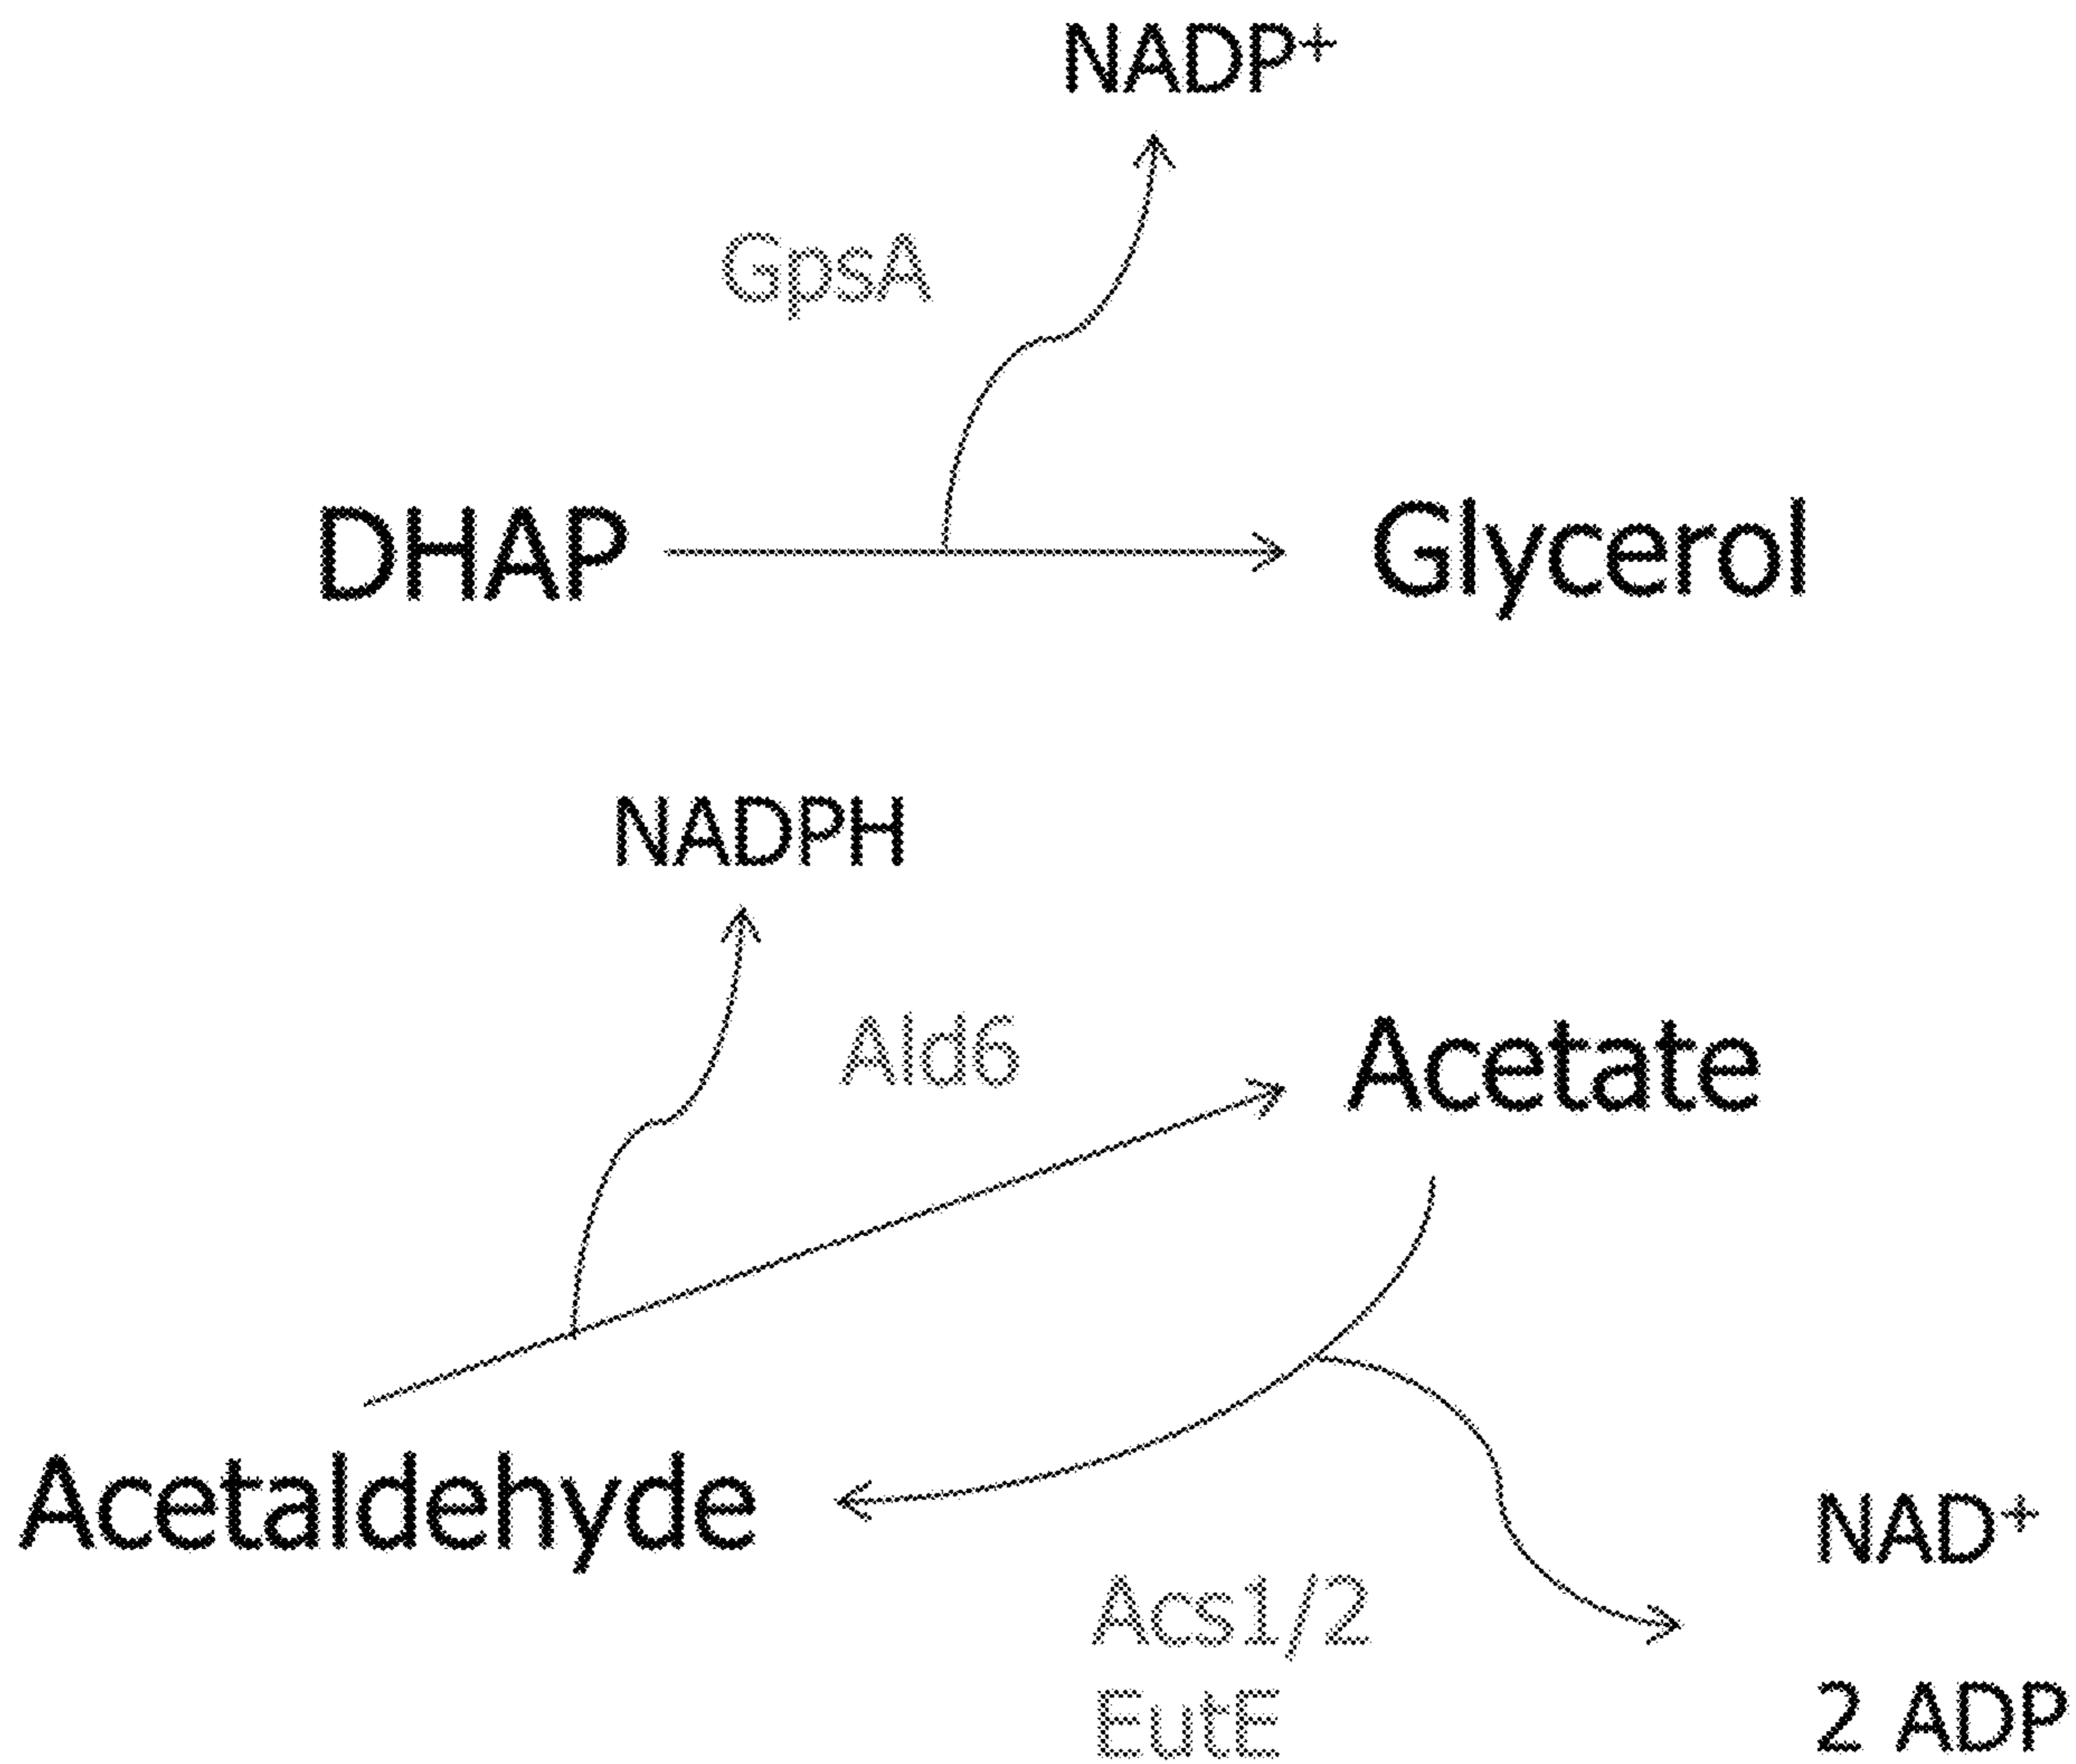 NADP⁺
GpsA
DHAP
Glycerol
NADPH
Ald6
Acetate
Acetaldehyde
NAD⁺
Acs1/2
EutE
2 ADP